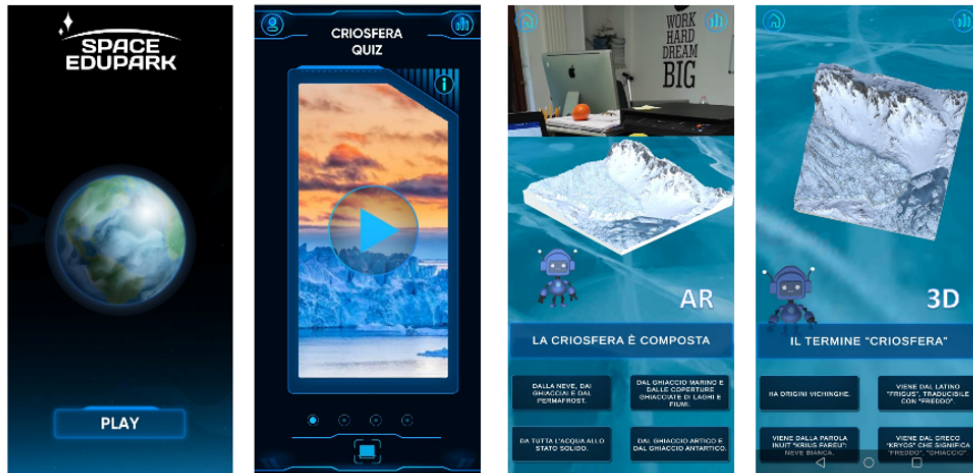 SPACE
EDUPARK
PLAY
CRIOSFERA
QUIZ
i
WORK
HARD
DREAM
BIG
AR
LA CRIOSFERA È COMPOSTA
DALLA NEVE, DAI
GHIACCIAI E DAL
PERMAFROST.
DAL GHIACCIO MARINO E
DALLE COPERTURE
GHIACCIATE DI LAGHI E
FIUMI.
DA TUTTA L'ACQUA ALLO
STATO SOLIDO.
DAL GHIACCIO ARTICO E
DAL GHIACCIO ANTARTICO.
3D
IL TERMINE "CRIOSFERA"
HA ORIGINI VICHINGHE.
VIENE DAL LATINO
"FRIGUS", TRADUCIBILE
CON "FREDDO".
VIENE DALLA PAROLA
INUIT
NEVE BIANCA.
VIENE DAL GRECO
"KRYOS" CHE SIGNIFICA
"FREDDO", "GHIACCIO"